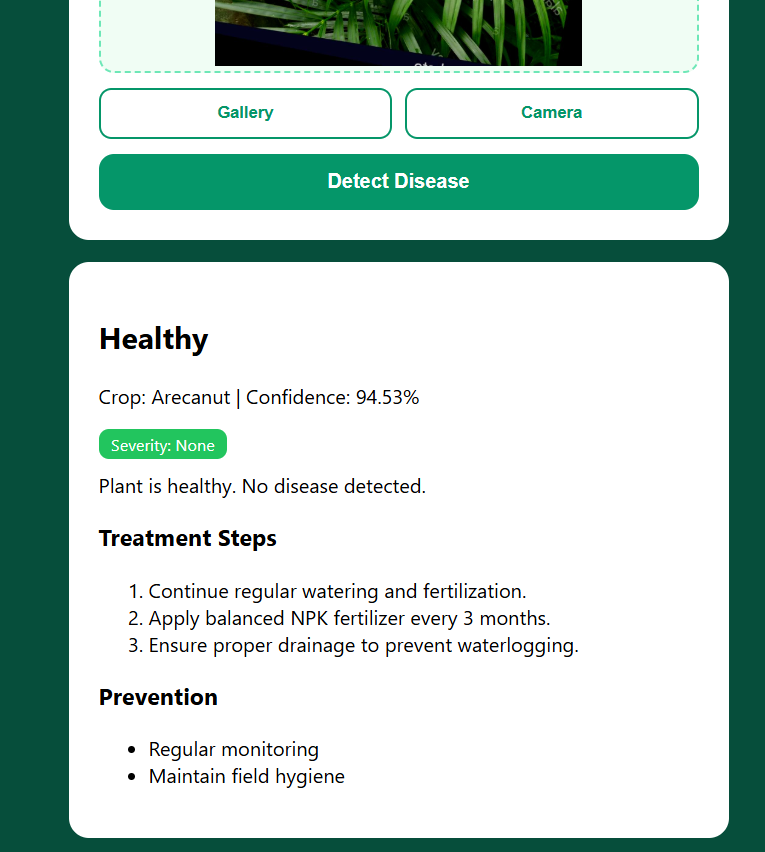 Gallery
Camera
Detect Disease
Healthy
Crop: Arecanut | Confidence: 94.53%
Severity: None
Plant is healthy. No disease detected.
Treatment Steps
1. Continue regular watering and fertilization.
2. Apply balanced NPK fertilizer every 3 months.
3. Ensure proper drainage to prevent waterlogging.
Prevention
• Regular monitoring
• Maintain field hygiene